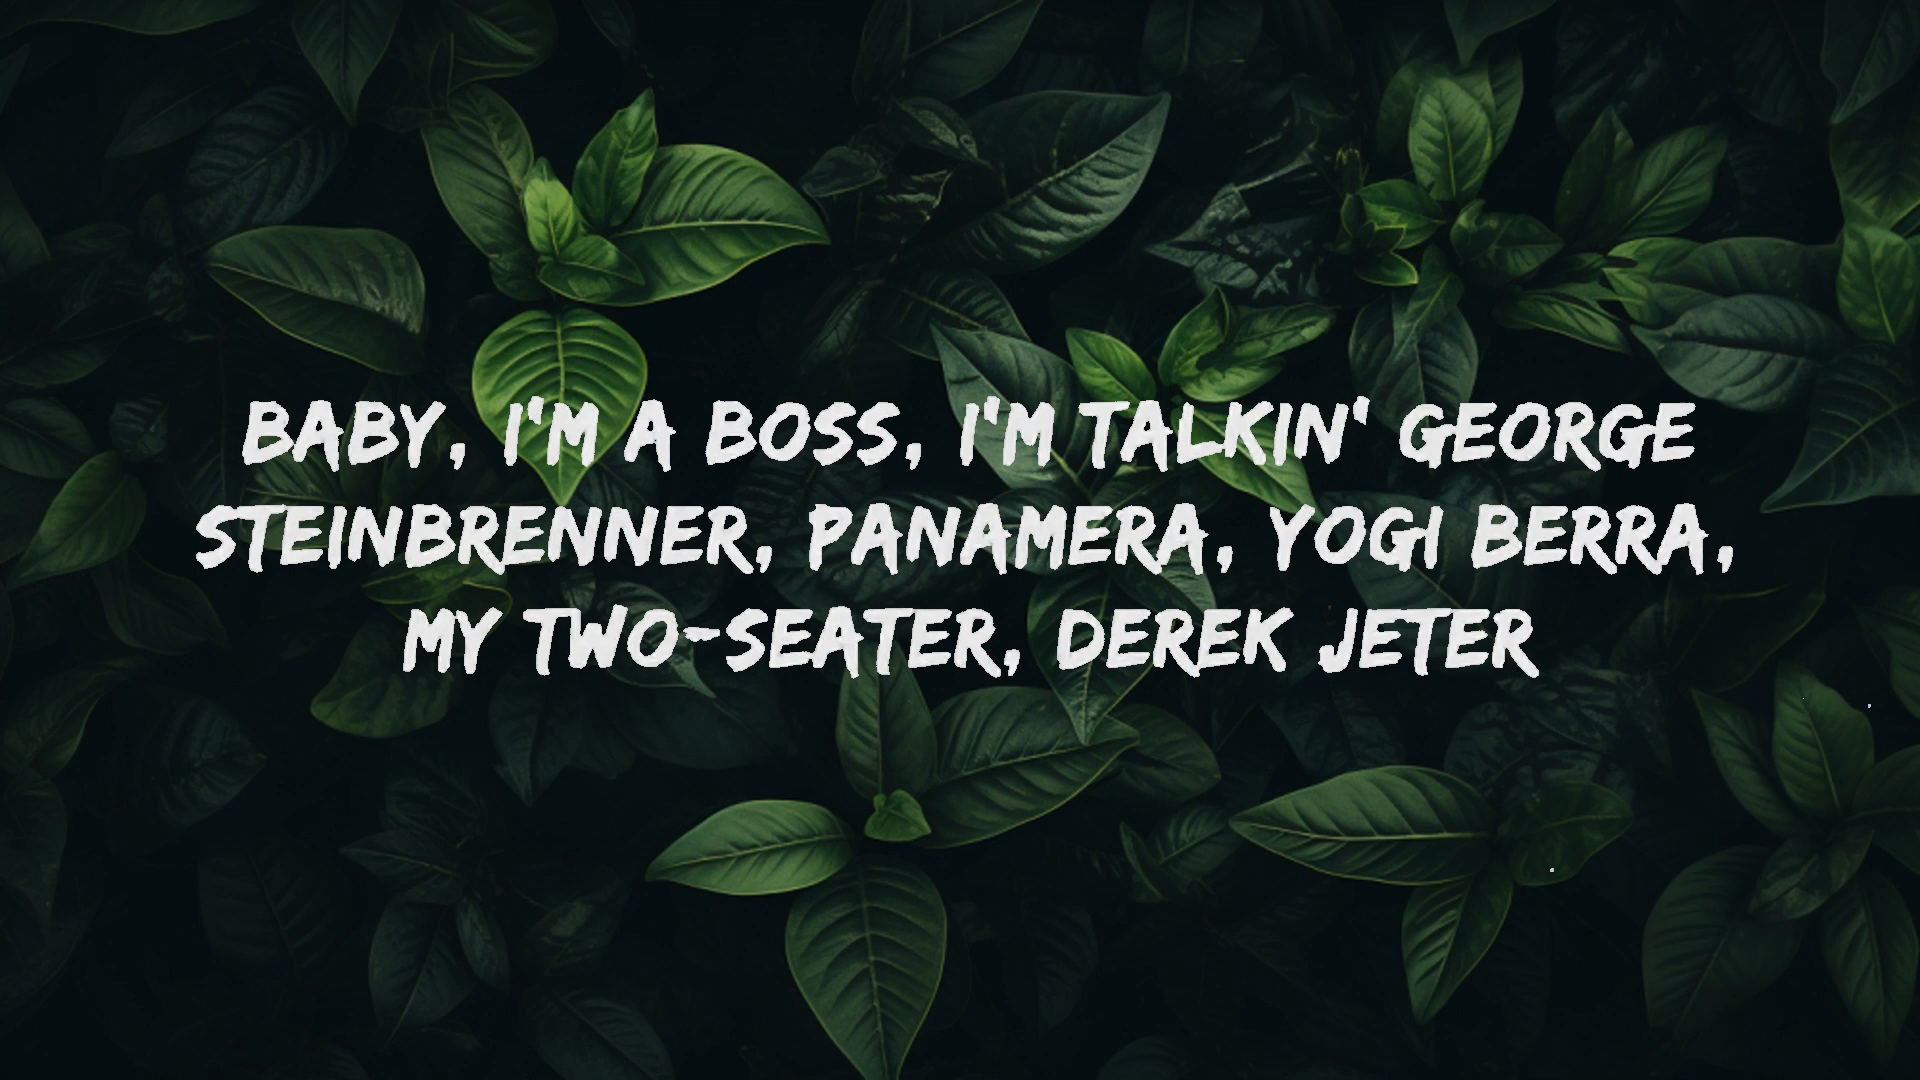 BABY, I'M A BOSS, I'M TALKIN' GEORGE
STEINBRENNER, PANAMERA, YOGI BERRA,
MY TWO-SEATER, DEREK JETER